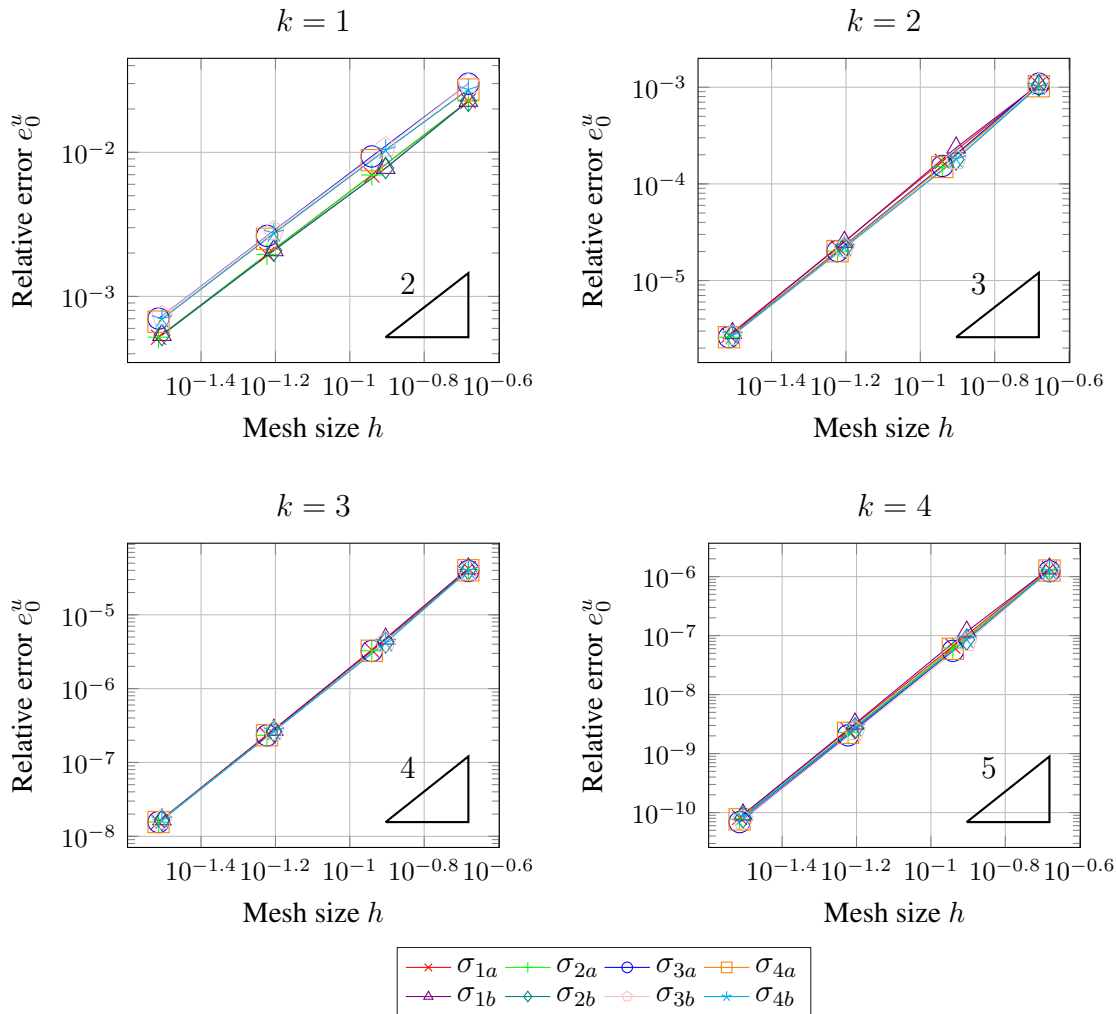 k = 1
Relative error e_0^u
10^{-2}
10^{-3}
2
10^{-1.4} 10^{-1.2} 10^{-1} 10^{-0.8} 10^{-0.6}
Mesh size h
k = 2
Relative error e_0^u
10^{-3}
10^{-4}
10^{-5}
3
10^{-1.4} 10^{-1.2} 10^{-1} 10^{-0.8} 10^{-0.6}
Mesh size h
k = 3
Relative error e_0^u
10^{-5}
10^{-6}
10^{-7}
10^{-8}
4
10^{-1.4} 10^{-1.2} 10^{-1} 10^{-0.8} 10^{-0.6}
Mesh size h
k = 4
Relative error e_0^u
10^{-6}
10^{-7}
10^{-8}
10^{-9}
10^{-10}
5
10^{-1.4} 10^{-1.2} 10^{-1} 10^{-0.8} 10^{-0.6}
Mesh size h
σ_{1a} σ_{2a} σ_{3a} σ_{4a}
σ_{1b} σ_{2b} σ_{3b} σ_{4b}